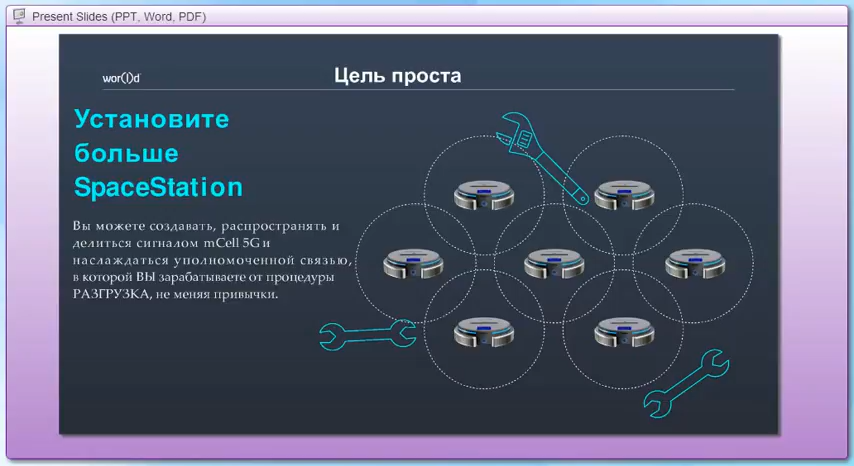 Present Slides (PPT, Word, PDF)
wor(l)d
Цель проста
Установите
больше
SpaceStation
Вы можете создавать, распространять и
делиться сигналом mCell 5G и
наслаждаться уполномоченной связью,
в которой ВЫ зарабатываете от процедуры
РАЗГРУЗКА, не меняя привычки.